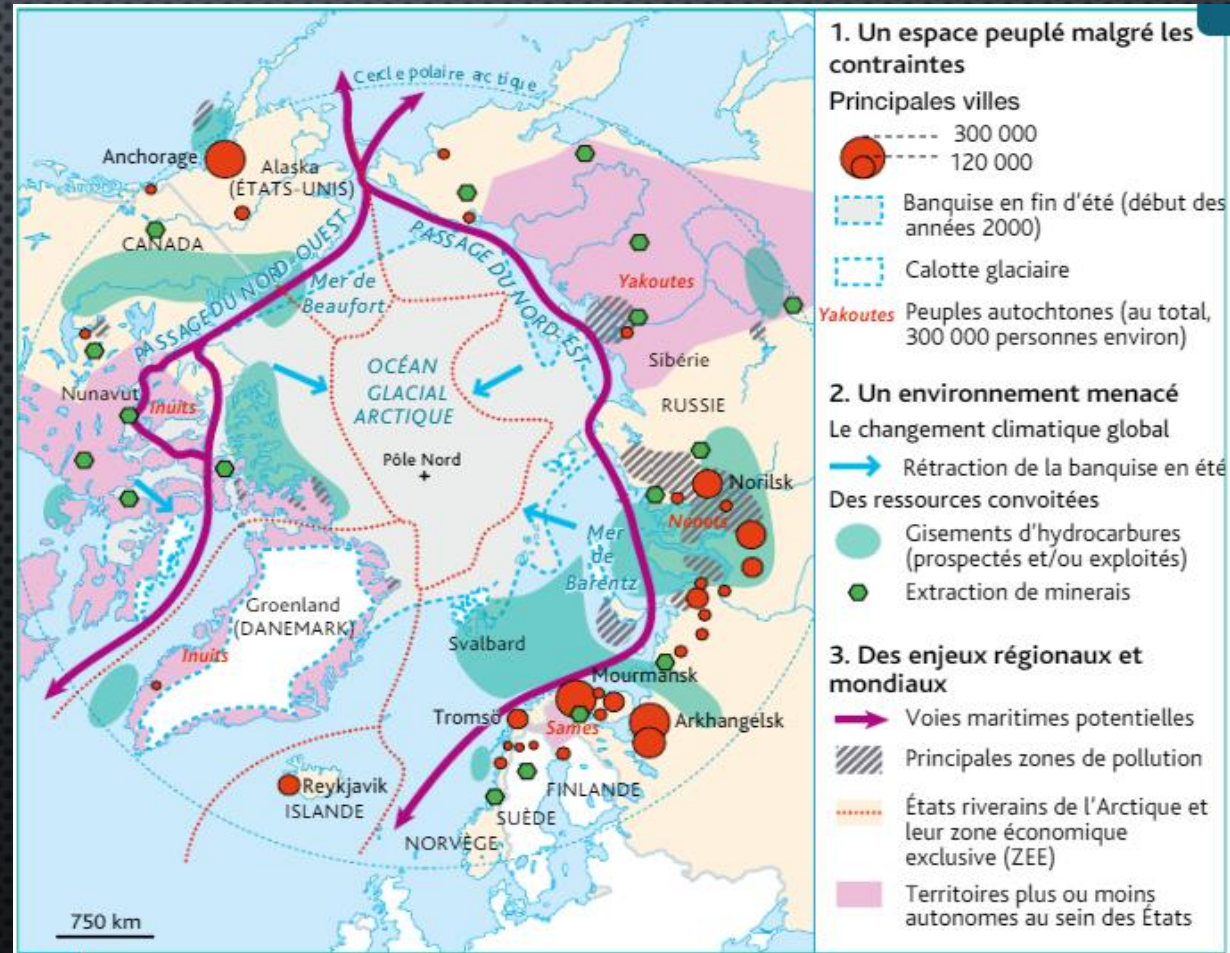 Cercle polaire arctique
Anchorage
Alaska
(ÉTATS-UNIS)
CANADA
PASSAGE DU NORD-OUEST
PASSAGE DU NORD-EST
Mer de
Beaufort
Yakoutes
Sibérie
RUSSIE
OCÉAN
GLACIAL
ARCTIQUE
Pôle Nord
Nunavut
Inuits
Norilsk
Nenets
Mer
de
Barentz
Groenland
(DANEMARK)
Inuits
Svalbard
Mourmansk
Tromsö
Sames
Arkhangelsk
Reykjavik
ISLANDE
FINLANDE
SUÈDE
NORVÈGE
750 km
1. Un espace peuplé malgré les
contraintes
Principales villes
300 000
120 000
Banquise en fin d'été (début des
années 2000)
Calotte glaciaire
Yakoutes Peuples autochtones (au total,
300 000 personnes environ)
2. Un environnement menacé
Le changement climatique global
Rétraction de la banquise en été
Des ressources convoitées
Gisements d'hydrocarbures
(prospectés et/ou exploités)
Extraction de minerais
3. Des enjeux régionaux et
mondiaux
Voies maritimes potentielles
Principales zones de pollution
États riverains de l'Arctique et
leur zone économique
exclusive (ZEE)
Territoires plus ou moins
autonomes au sein des États